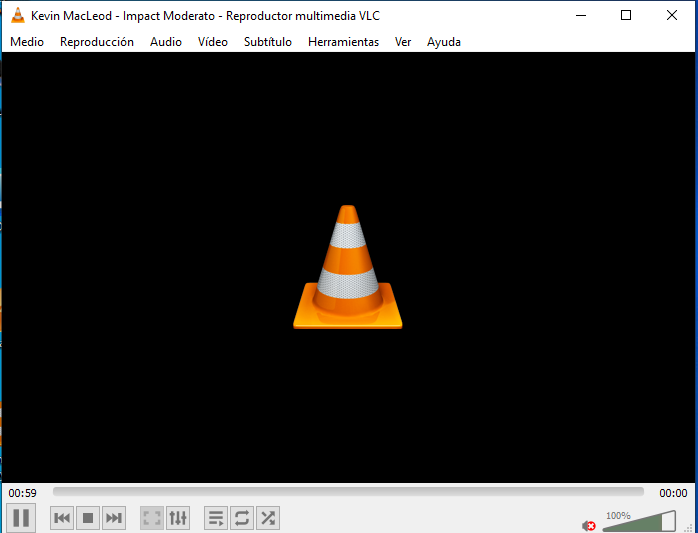 Kevin MacLeod - Impact Moderato - Reproductor multimedia VLC
Medio Reproducción Audio Vídeo Subtítulo Herramientas Ver Ayuda
00:59 00:00
100%